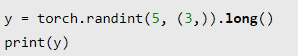 y = torch.randint(5, (3,)).long()
print(y)